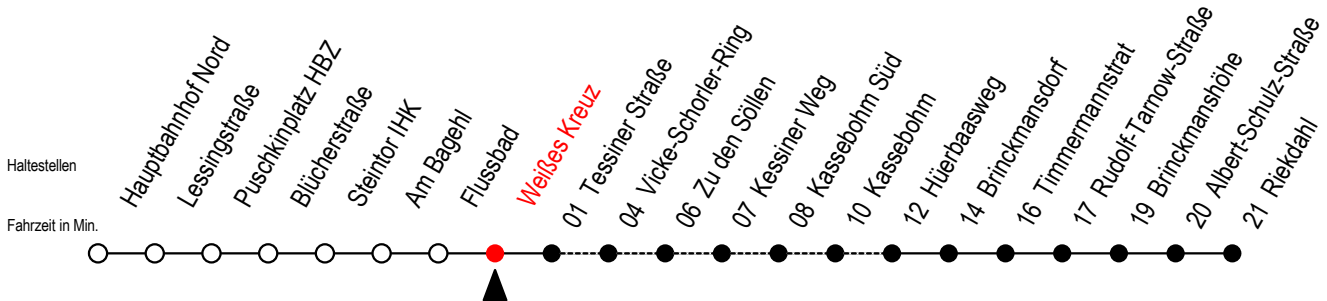 Haltestellen
Hauptbahnhof Nord
Lessingstraße
Puschkinplatz HBZ
Blücherstraße
Steintor IHK
Am Bagehl
Flussbad
Weißes Kreuz
01 Tessiner Straße
04 Vicke-Schorler-Ring
06 Zu den Söllen
07 Kessiner Weg
08 Kassebohm Süd
10 Kassebohm
12 Hüerbaasweg
14 Brinckmansdorf
16 Timmermannstrat
17 Rudolf-Tarnow-Straße
19 Brinckmanshöhe
20 Albert-Schulz-Straße
21 Riekdahl
Fahrzeit in Min.